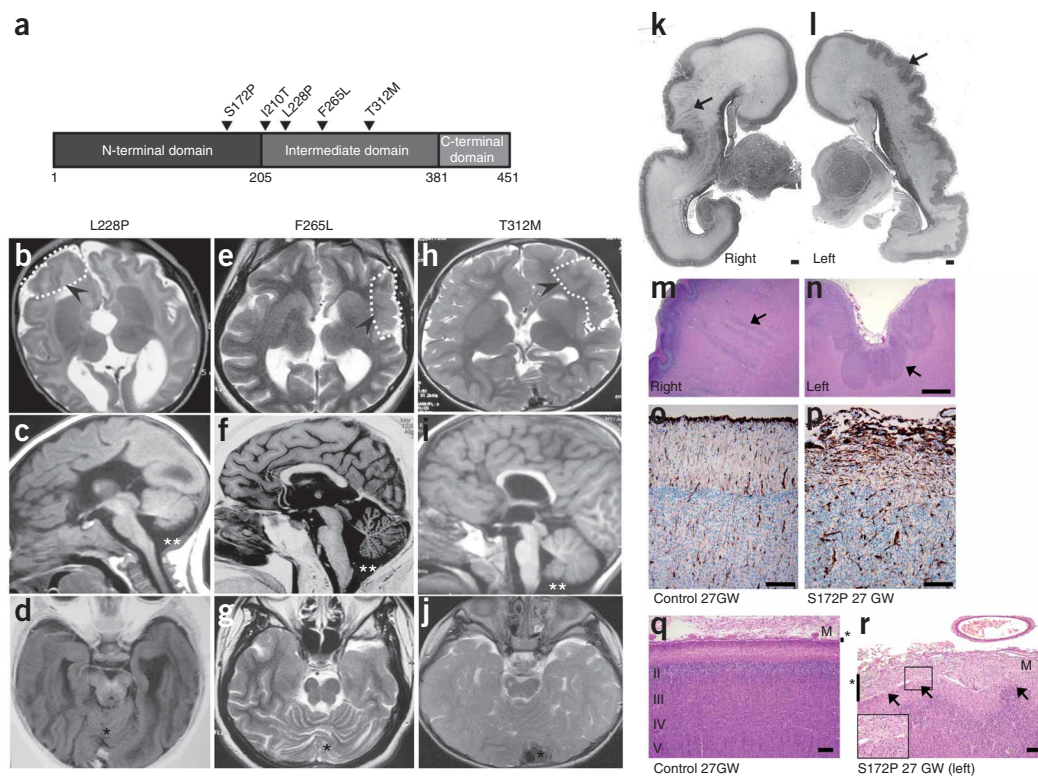 a
S172P
I210T
L228P
F265L
T312M
N-terminal domain
Intermediate domain
C-terminal
domain
1
205
381
451
L228P
F265L
T312M
b
e
h
c
**
f
**
i
**
d
*
g
*
j
*
k
l
Right
Left
m
n
Right
Left
o
p
Control 27GW
S172P 27 GW
q
M
*
II
III
IV
V
Control 27GW
r
M
*
S172P 27 GW (left)